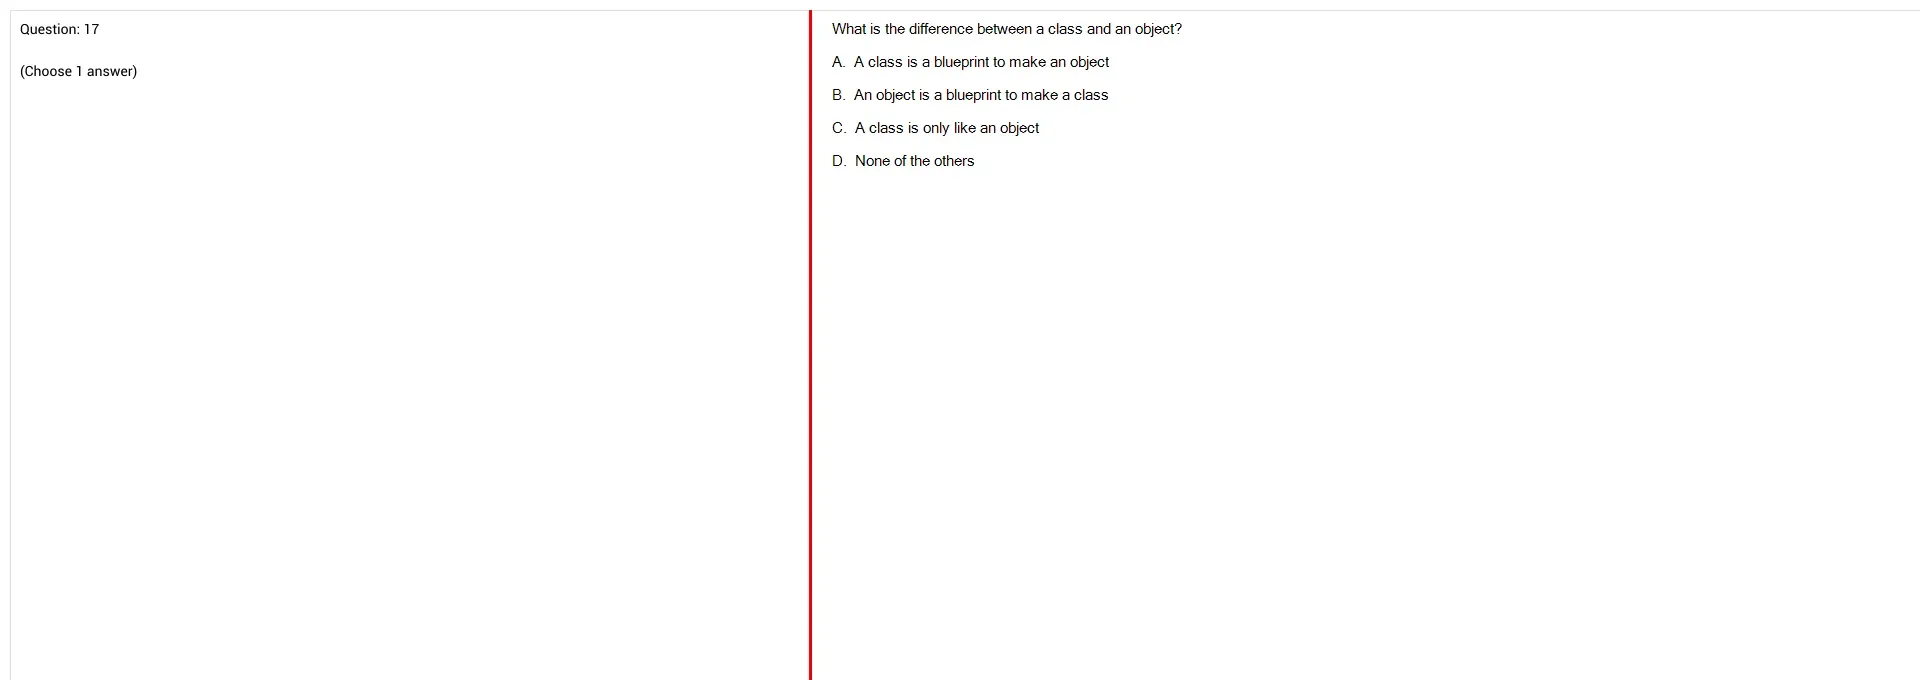 Question: 17
(Choose 1 answer)
What is the difference between a class and an object?
A. A class is a blueprint to make an object
B. An object is a blueprint to make a class
C. A class is only like an object
D. None of the others